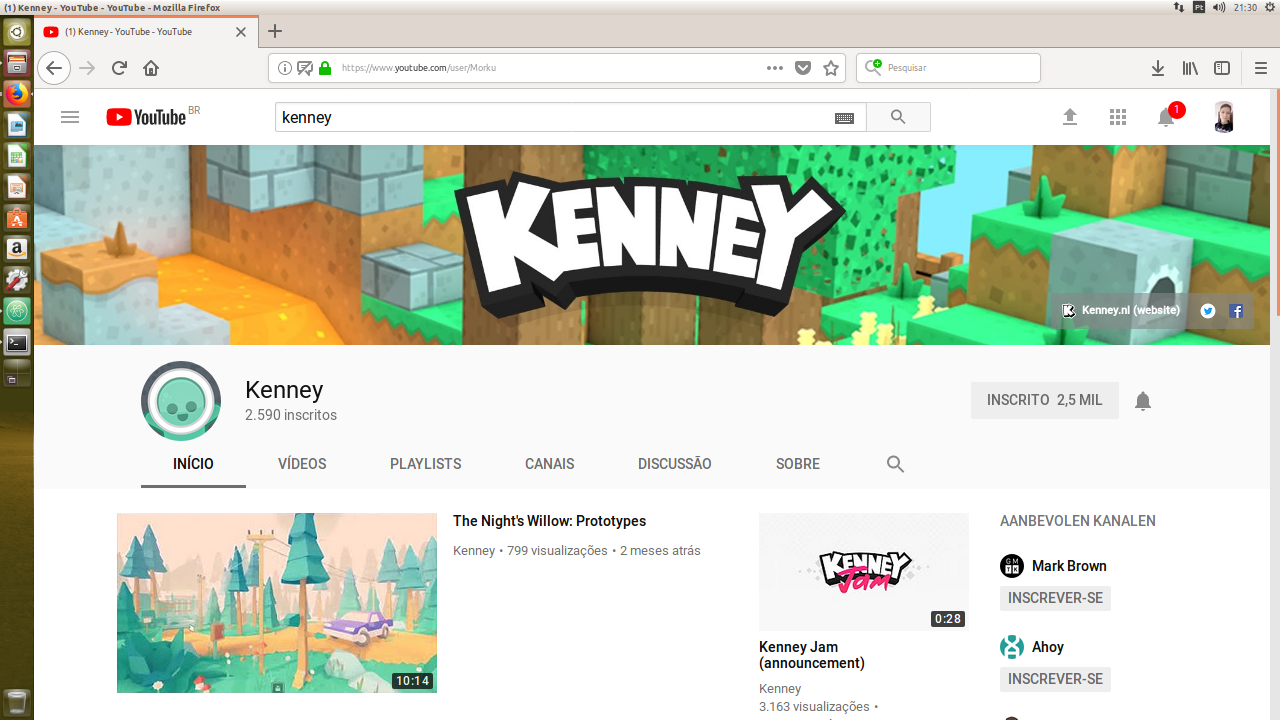 (1) Kenney - YouTube - YouTube - Mozilla Firefox
Pt
21:30
(1) Kenney - YouTube - YouTube
https://www.youtube.com/user/Morku
Pesquisar
YouTube BR
kenney
1
KENNEY
Kenney.nl (website)
Kenney
2.590 inscritos
INSCRITO 2,5 MIL
INÍCIO
VÍDEOS
PLAYLISTS
CANAIS
DISCUSSÃO
SOBRE
10:14
The Night's Willow: Prototypes
Kenney • 799 visualizações • 2 meses atrás
KENNEY
Jam
0:28
Kenney Jam
(announcement)
Kenney
3.163 visualizações •
AANBEVOLEN KANALEN
GM
TK
Mark Brown
INSCREVER-SE
Ahoy
INSCREVER-SE